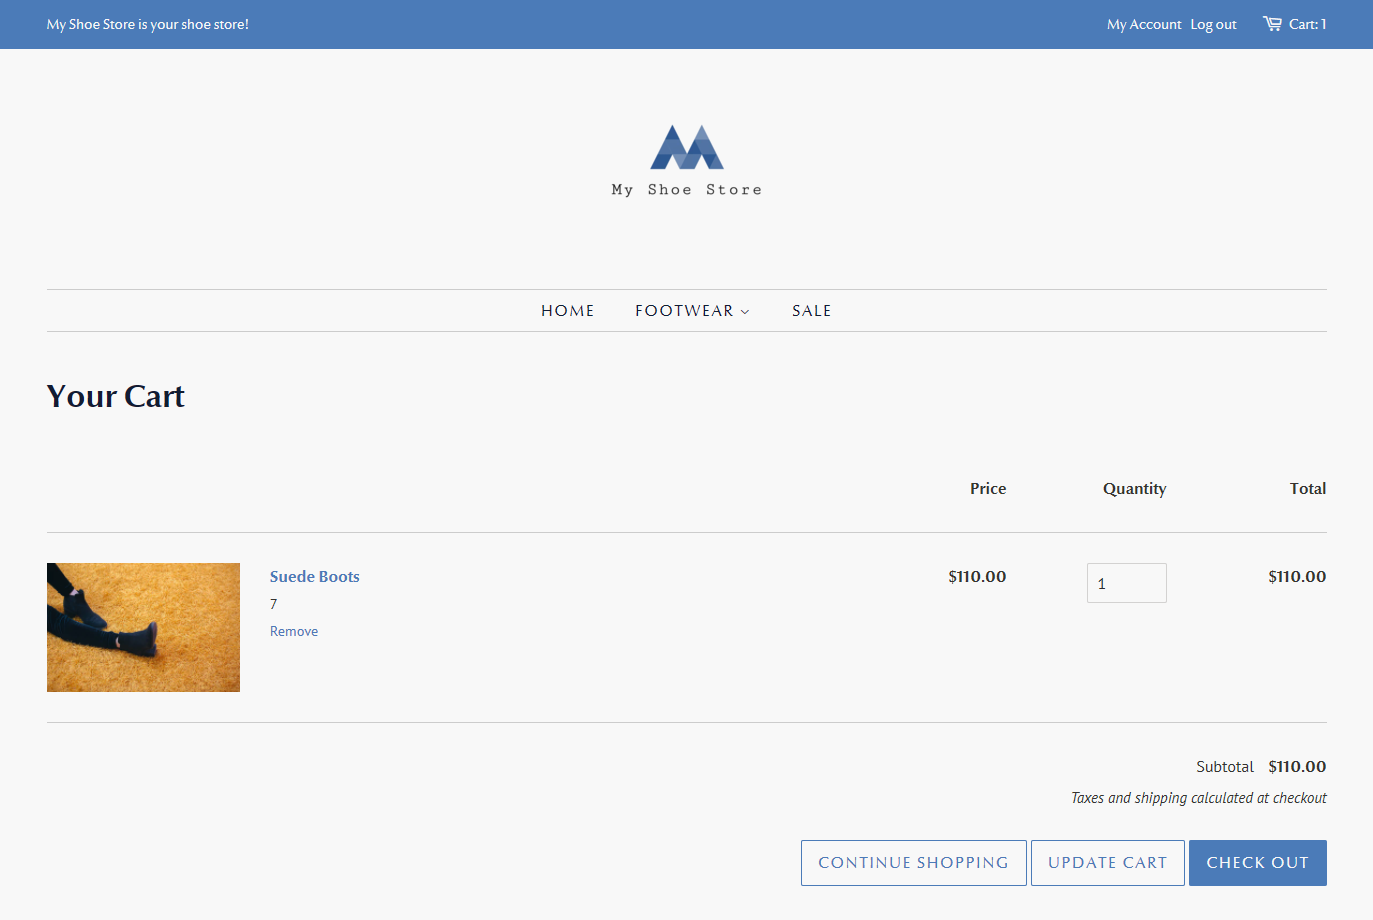 My Shoe Store is your shoe store!
My Account Log out Cart: 1
My Shoe Store
HOME FOOTWEAR SALE
Your Cart
Price Quantity Total
Suede Boots $110.00 1 $110.00
7
Remove
Subtotal $110.00
Taxes and shipping calculated at checkout
CONTINUE SHOPPING UPDATE CART CHECK OUT